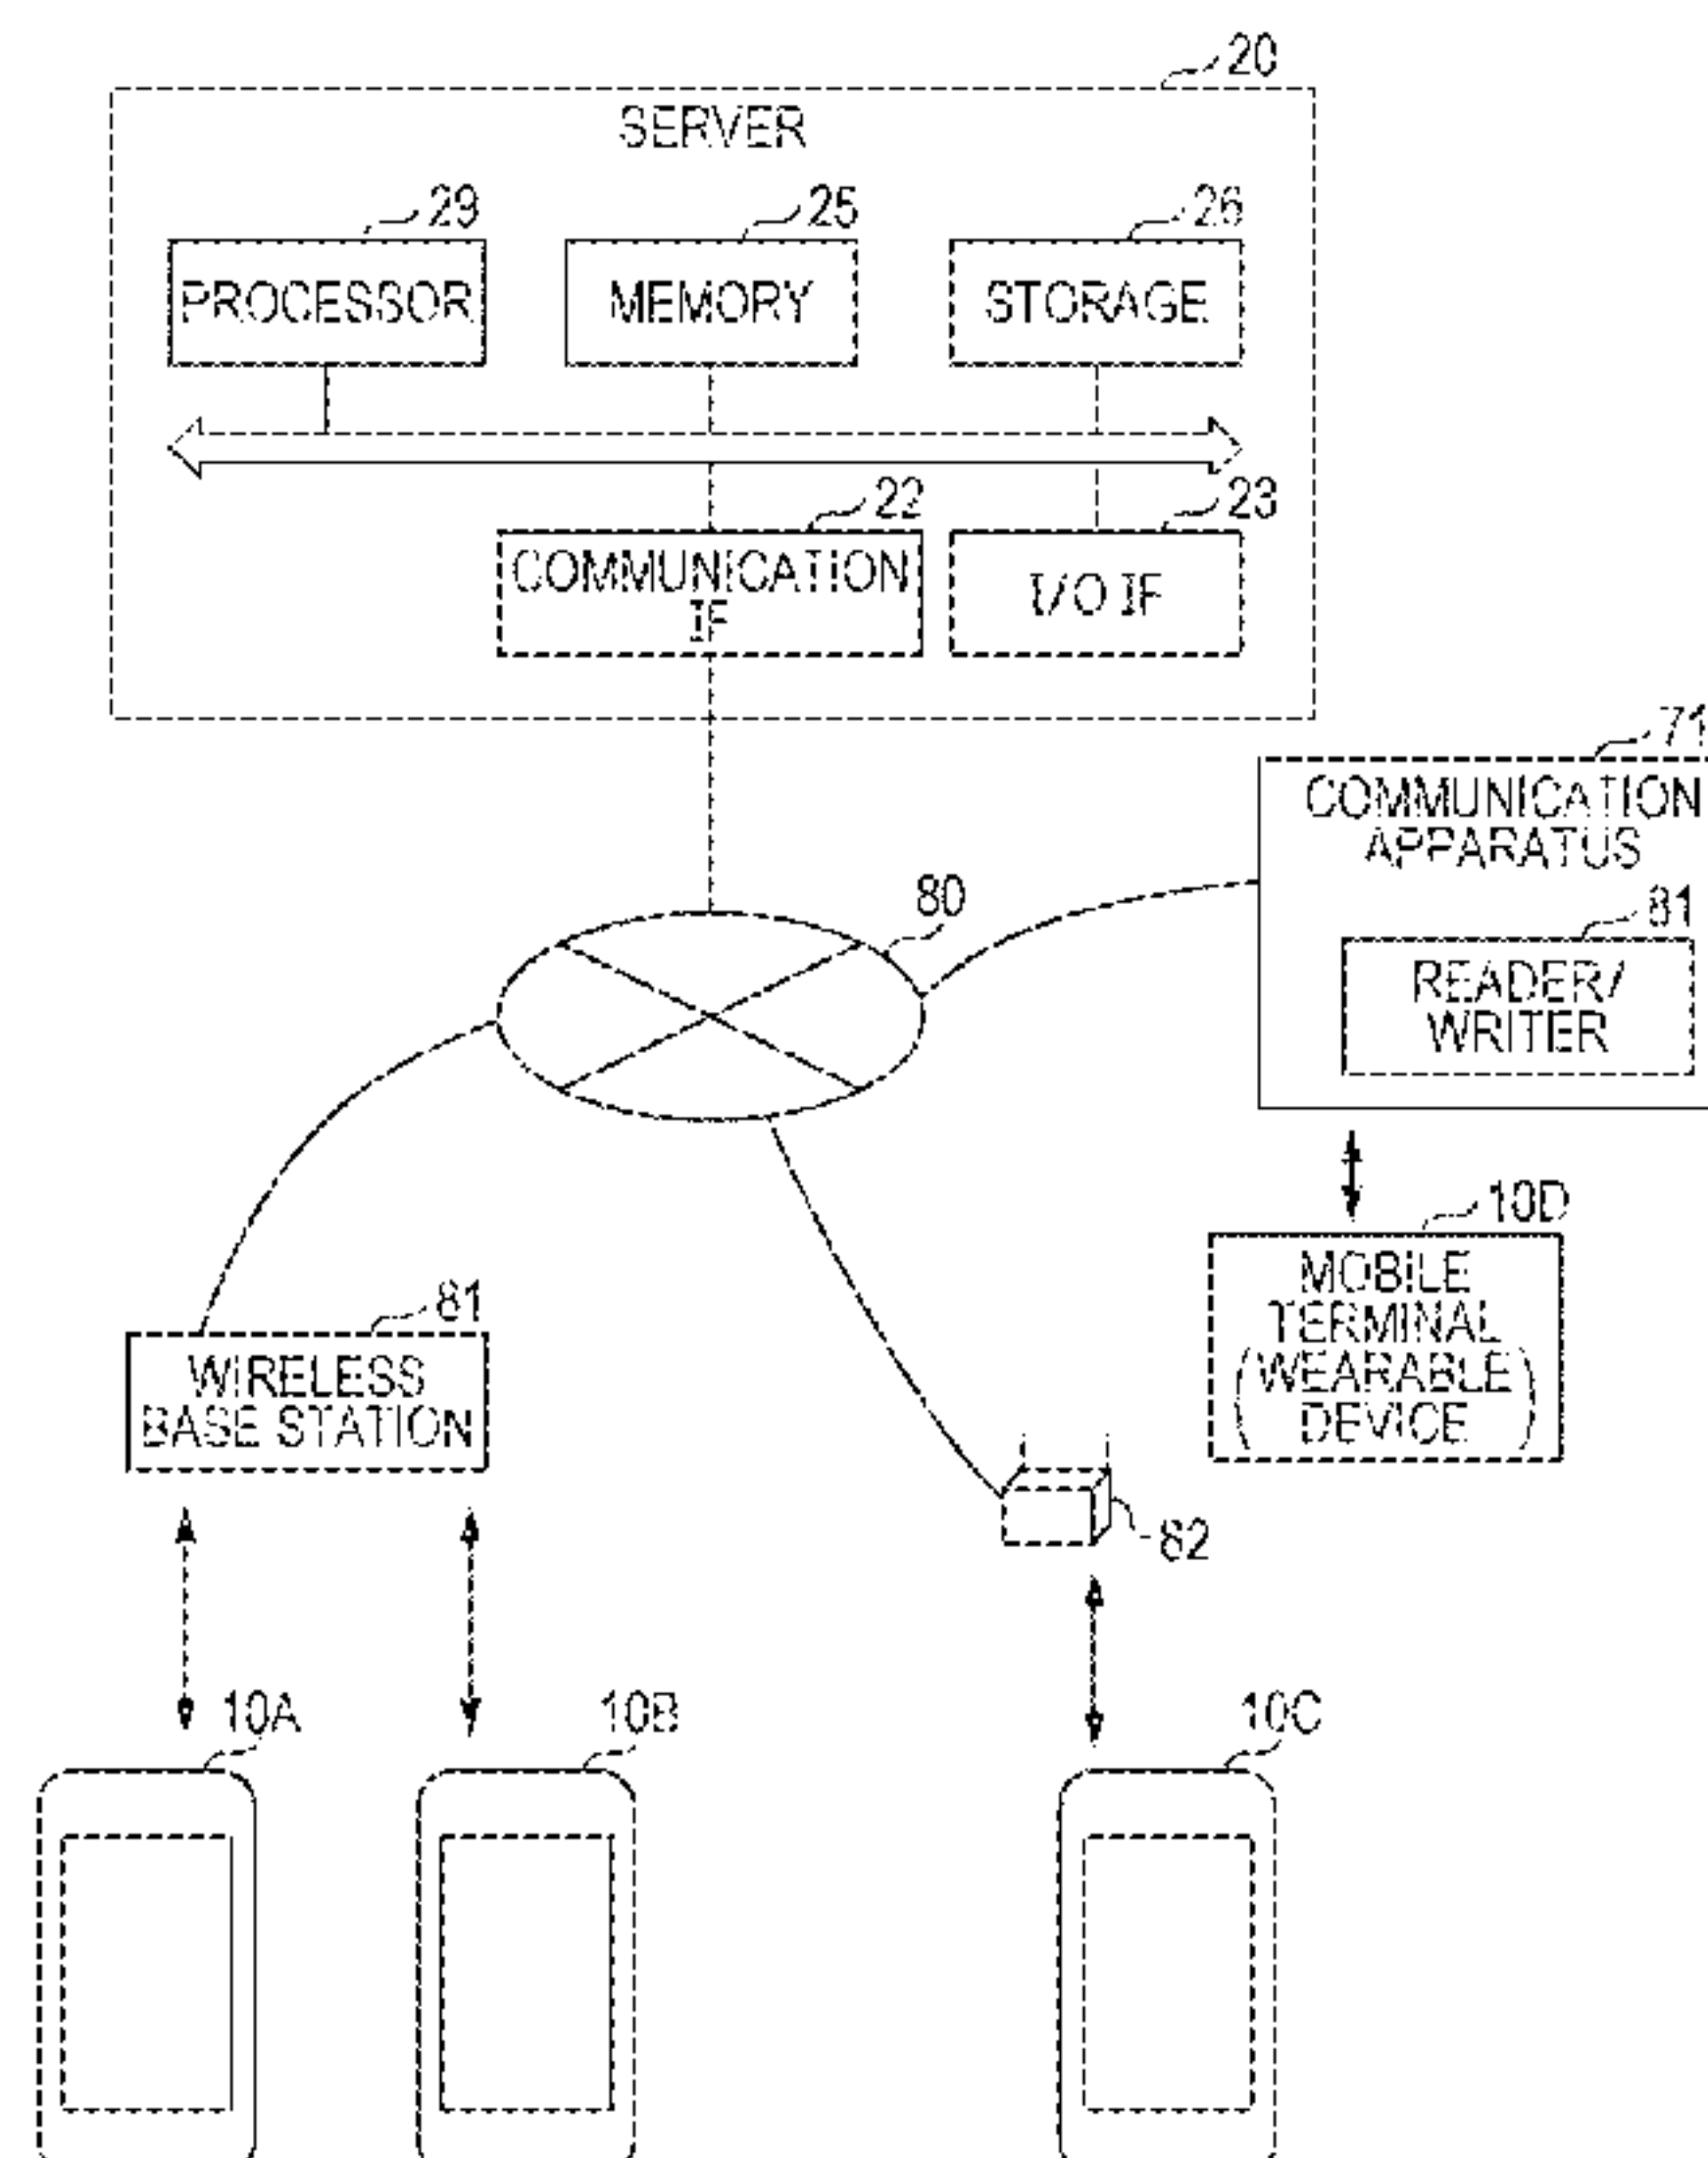 20
SERVER
29
25
26
PROCESSOR
MEMORY
STORAGE
22
23
COMMUNICATION
IF
I/O IF
71
COMMUNICATION
APPARATUS
80
81
READER/
WRITER
10D
MOBILE
TERMINAL
(WEARABLE
DEVICE)
81
WIRELESS
BASE STATION
82
10A
10B
10C